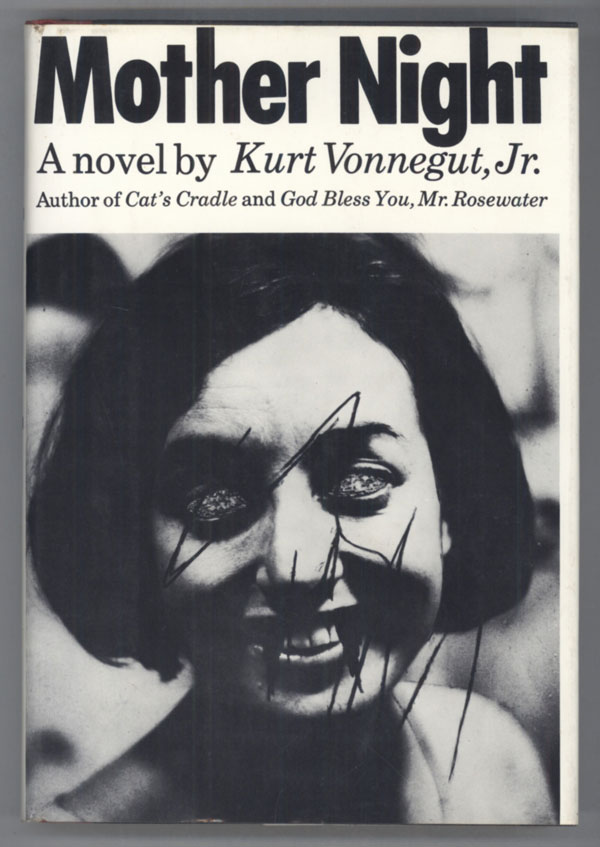 Mother Night
A novel by Kurt Vonnegut, Jr.
Author of Cat's Cradle and God Bless You, Mr. Rosewater